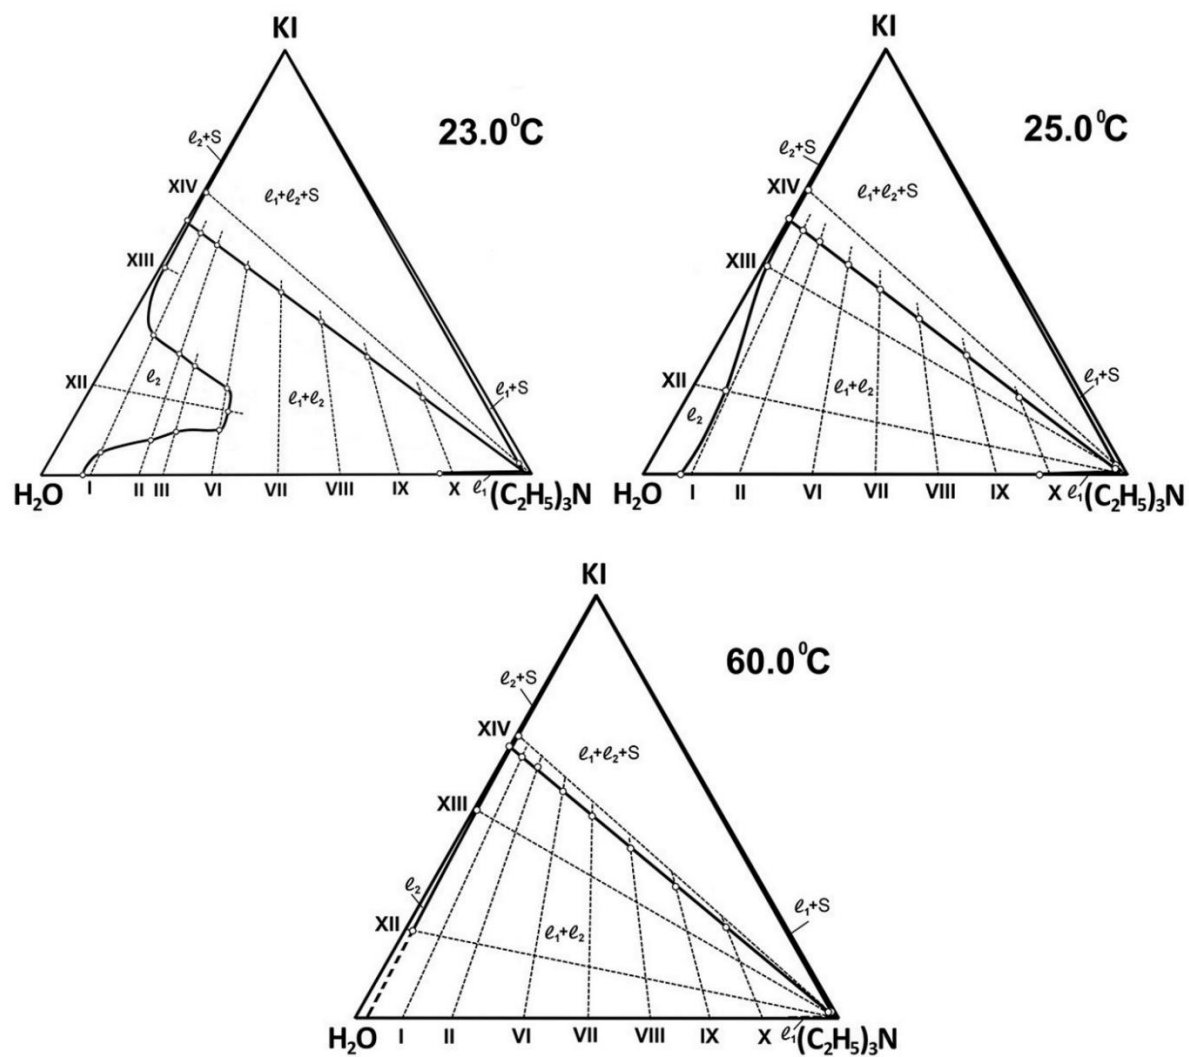 KI
23.0⁰C
ℓ₂+S
XIV
ℓ₁+ℓ₂+S
XIII
XII
ℓ₂
ℓ₁+ℓ₂
ℓ₁+S
H₂O I II III VI VII VIII IX X ℓ₁ (C₂H₅)₃N
KI
25.0⁰C
ℓ₂+S
XIV
ℓ₁+ℓ₂+S
XIII
XII
ℓ₂
ℓ₁+ℓ₂
ℓ₁+S
H₂O I II VI VII VIII IX X ℓ₁ (C₂H₅)₃N
KI
60.0⁰C
ℓ₂+S
XIV
ℓ₁+ℓ₂+S
XIII
ℓ₂
XII
ℓ₁+ℓ₂
ℓ₁+S
H₂O I II VI VII VIII IX X ℓ₁ (C₂H₅)₃N